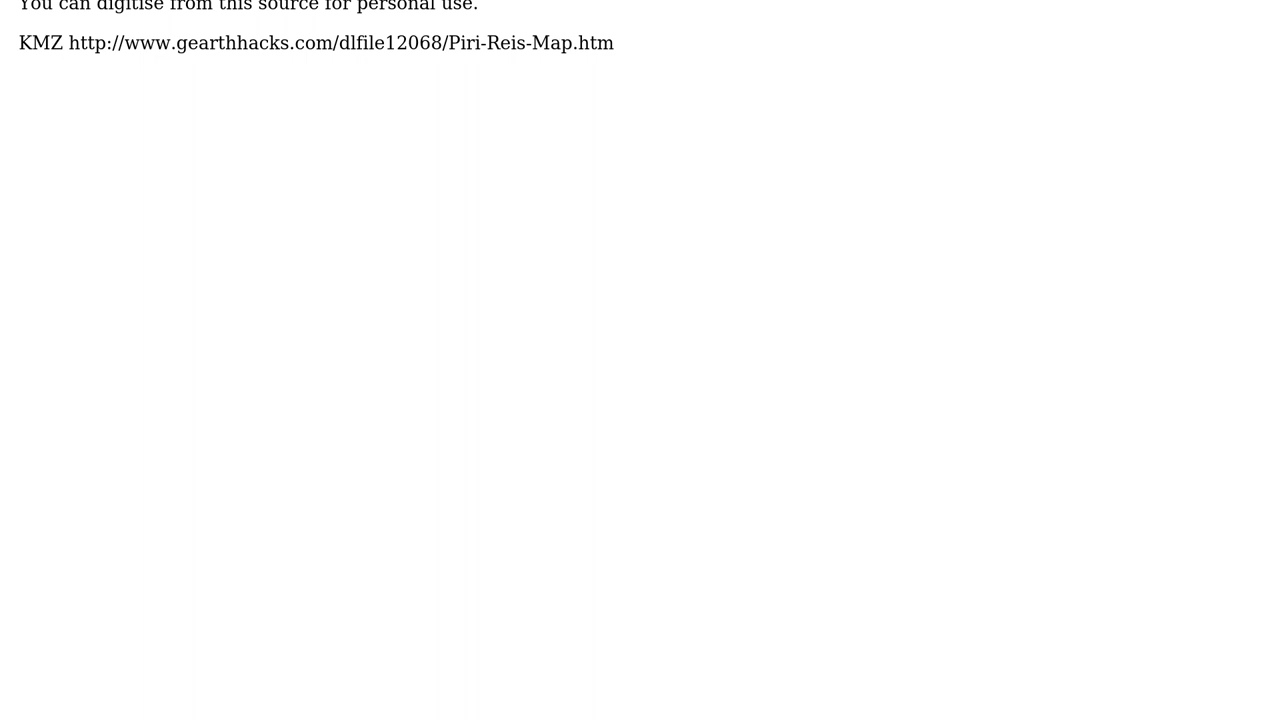 You can digitise from this source for personal use.
KMZ http://www.gearthhacks.com/dlfile12068/Piri-Reis-Map.htm